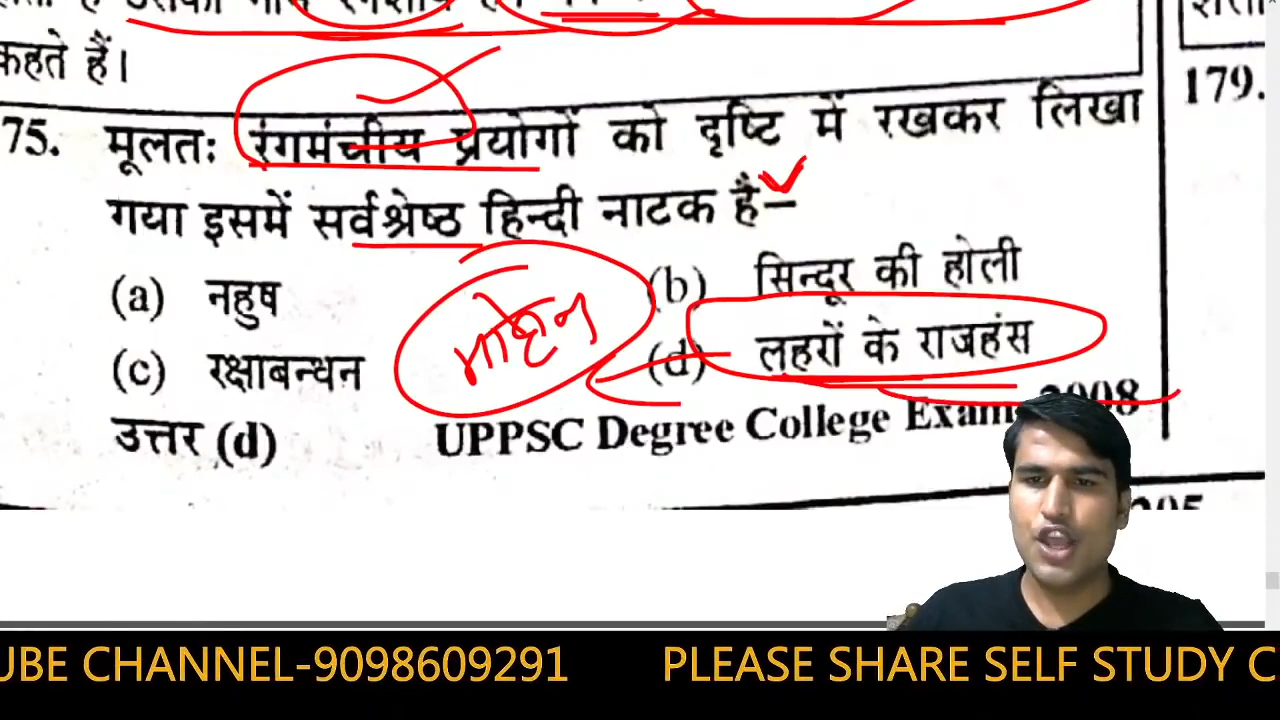 कहते हैं।
75. मूलतः रंगमंचीय प्रयोगों को दृष्टि में रखकर लिखा
गया इसमें सर्वश्रेष्ठ हिन्दी नाटक है–
(a) नहुष (b) सिन्दूर की होली
(c) रक्षाबन्धन (d) लहरों के राजहंस
उत्तर (d) UPPSC Degree College Exam 2008
मोहन
179.
UBE CHANNEL-9098609291 PLEASE SHARE SELF STUDY C